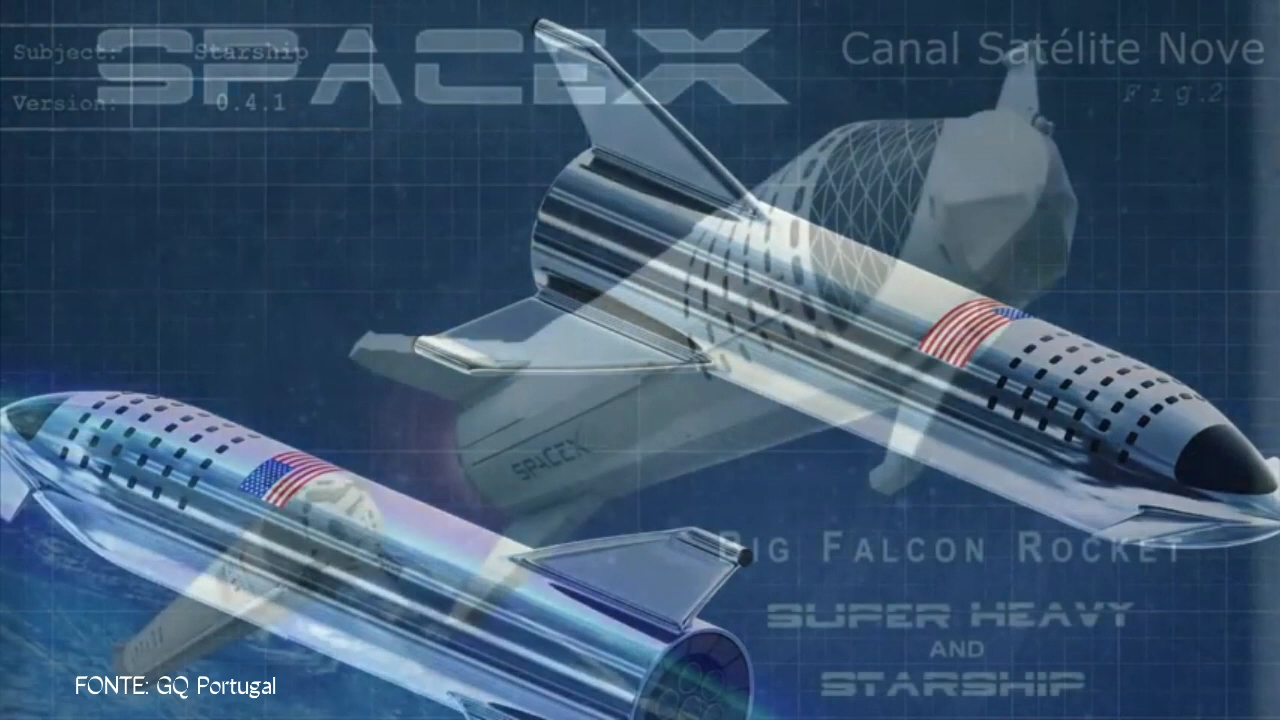 Subject: Starship
Version: 0.4.1
SPACEX
Canal Satélite Nove
Fig.2
SPACEX
BIG FALCON ROCKET
SUPER HEAVY
AND
STARSHIP
FONTE: GQ Portugal